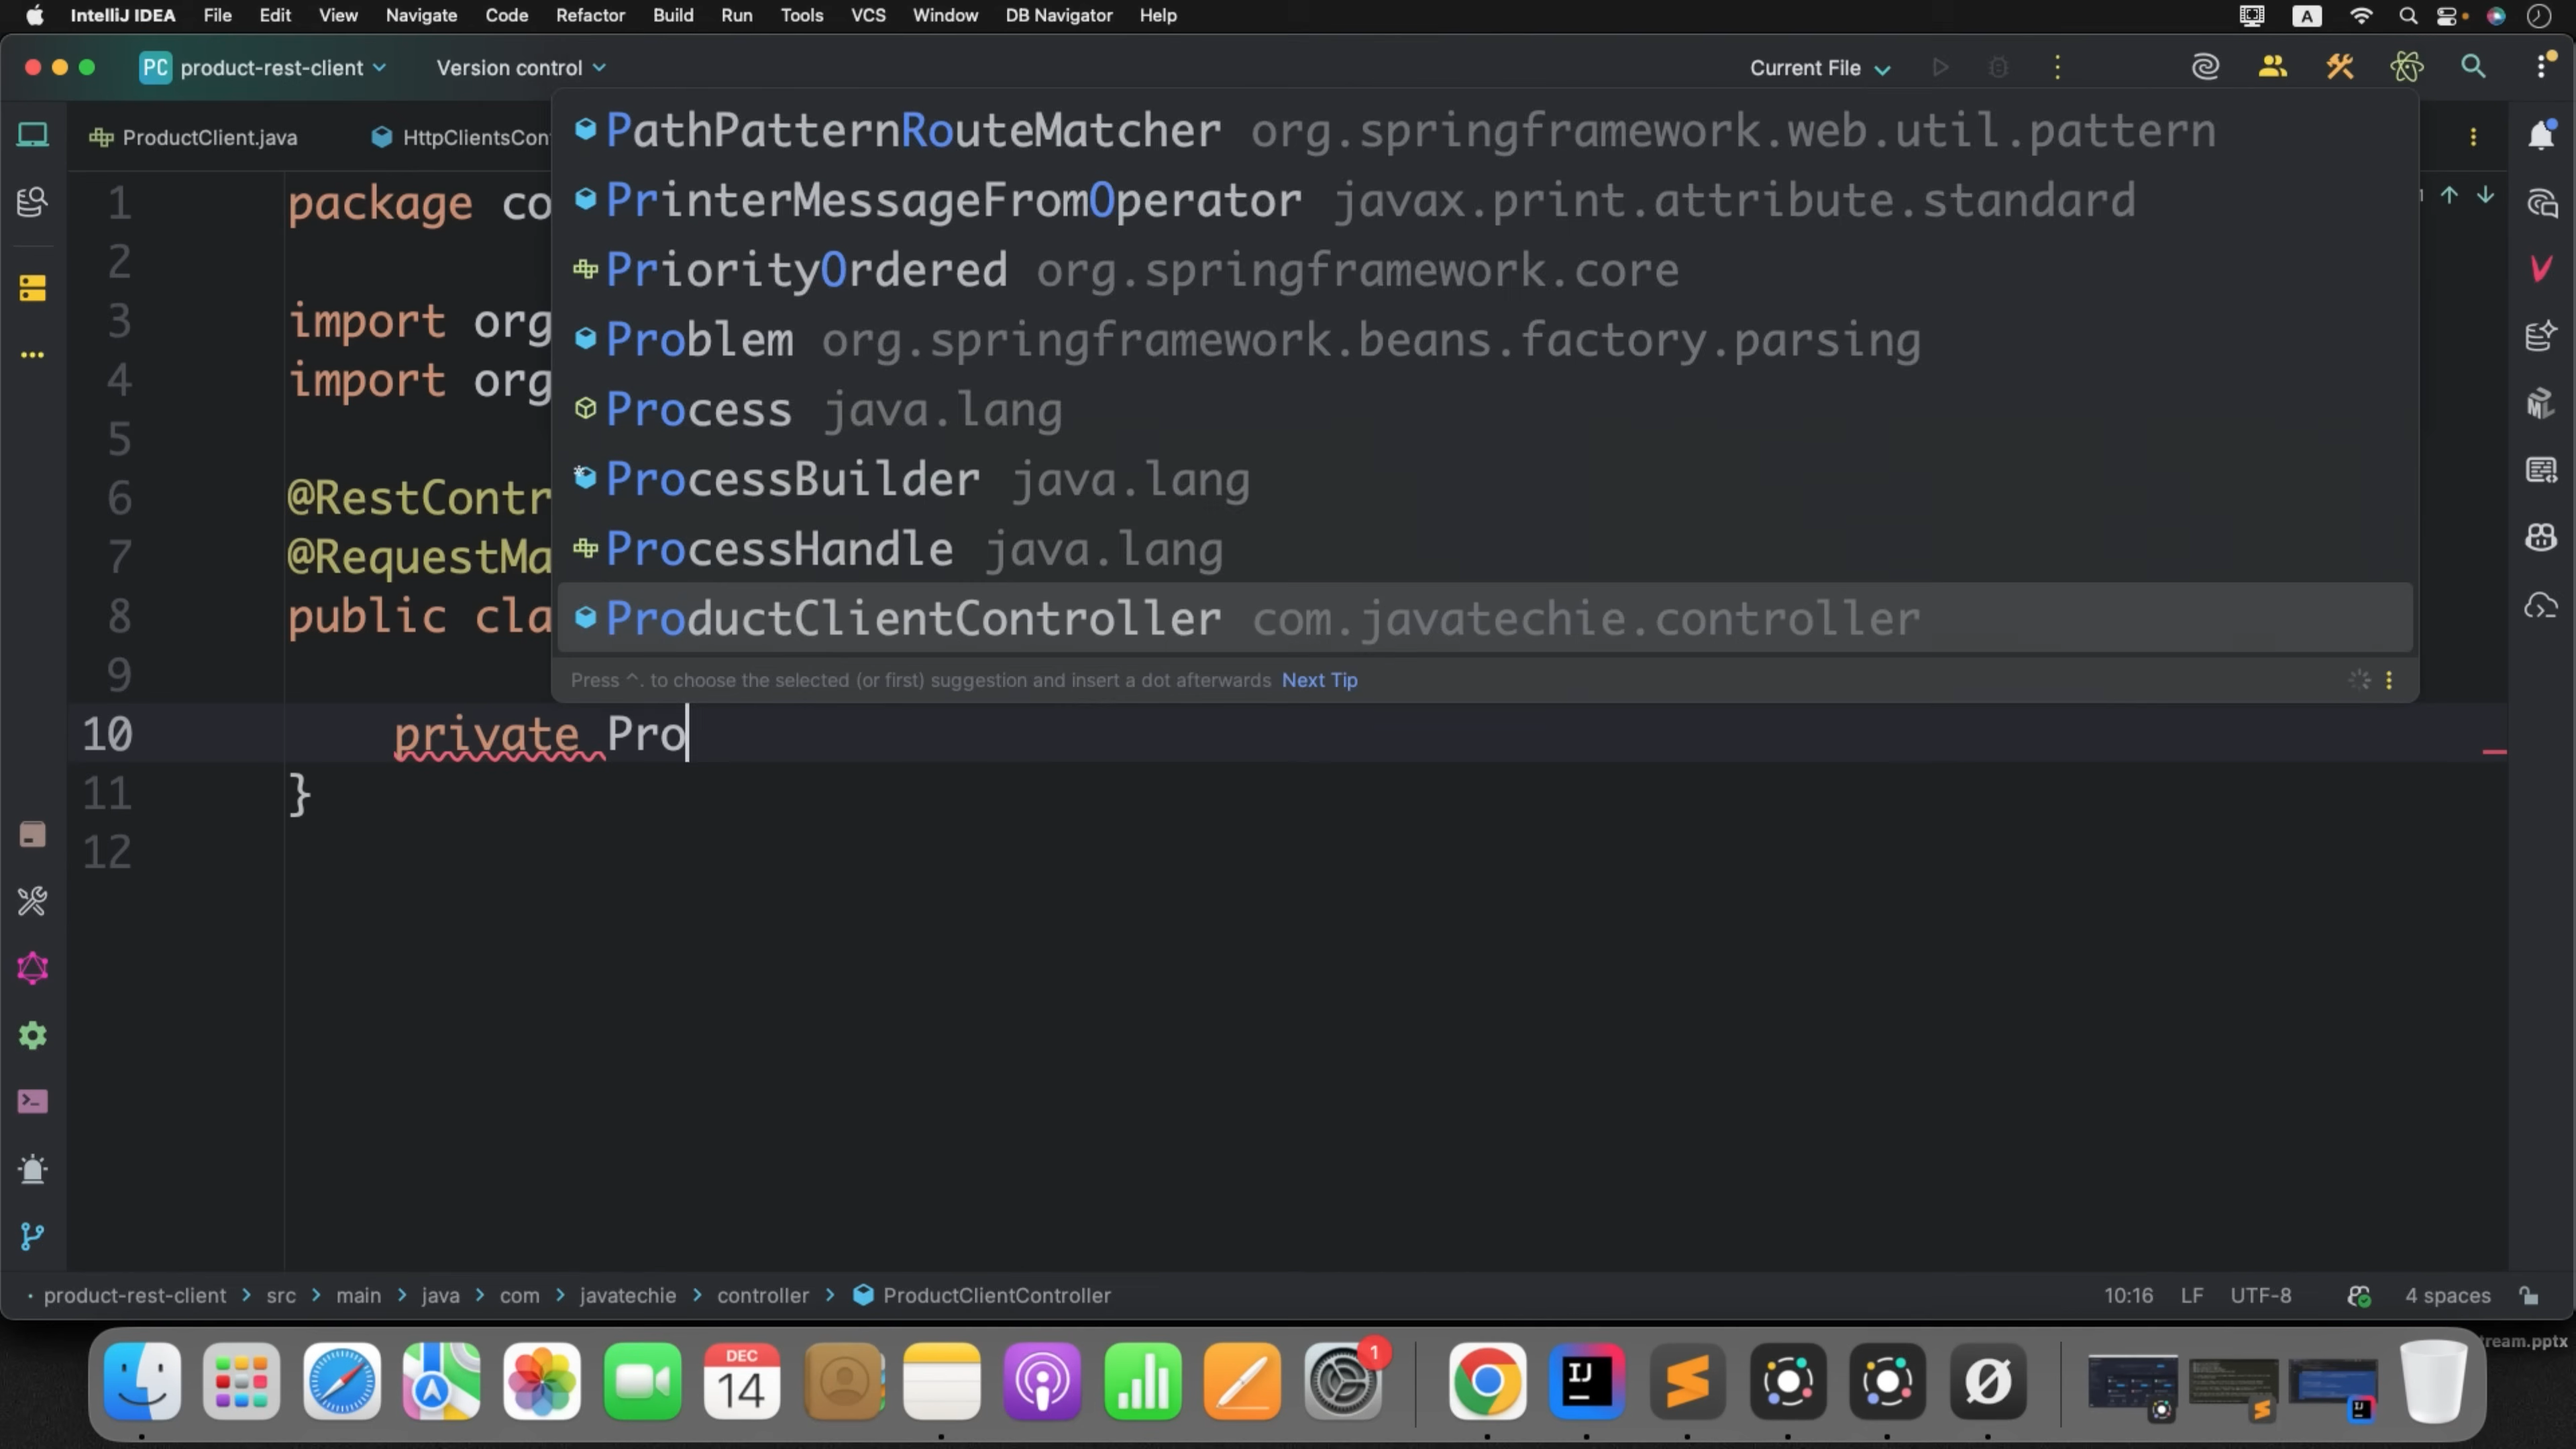 IntelliJ IDEA File Edit View Navigate Code Refactor Build Run Tools VCS Window DB Navigator Help A
PC product-rest-client Version control Current File
ProductClient.java HttpClientsCon
PathPatternRouteMatcher org.springframework.web.util.pattern
PrinterMessageFromOperator javax.print.attribute.standard
PriorityOrdered org.springframework.core
Problem org.springframework.beans.factory.parsing
Process java.lang
ProcessBuilder java.lang
ProcessHandle java.lang
ProductClientController com.javatechie.controller
Press ^. to choose the selected (or first) suggestion and insert a dot afterwards Next Tip
1 package co
2
3 import org
4 import org
5
6 @RestContr
7 @RequestMa
8 public cla
9
10 private Pro
11 }
12
product-rest-client > src > main > java > com > javatechie > controller > ProductClientController 10:16 LF UTF-8 4 spaces
tream.pptx
DEC
14
1
IJ